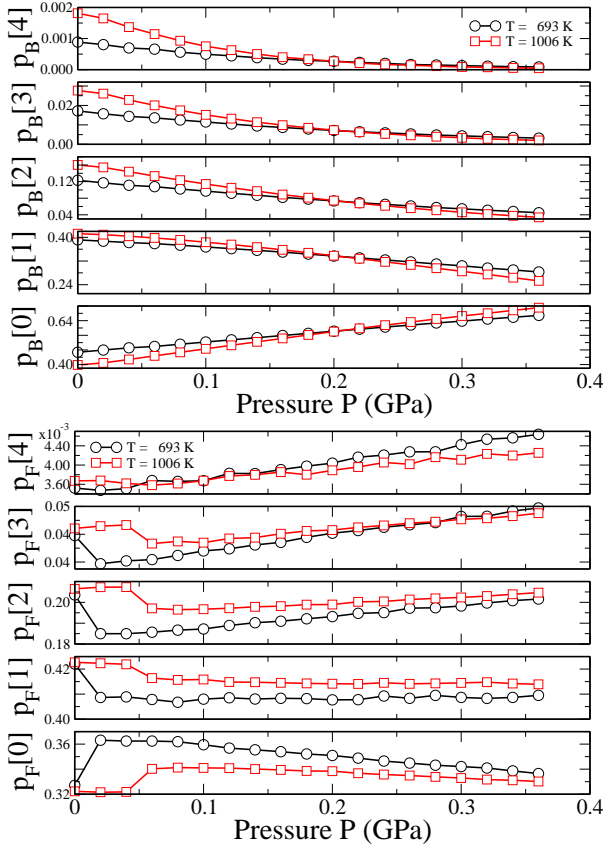 p_B[4]
0.002
0.001
0.000
T = 693 K
T = 1006 K
p_B[3]
0.02
0.00
p_B[2]
0.12
0.04
p_B[1]
0.40
0.24
p_B[0]
0.64
0.40
0 0.1 0.2 0.3 0.4
Pressure P (GPa)
p_F[4]
x10^-3
4.40
4.00
3.60
T = 693 K
T = 1006 K
p_F[3]
0.05
0.04
p_F[2]
0.20
0.18
p_F[1]
0.42
0.40
p_F[0]
0.36
0.32
0 0.1 0.2 0.3 0.4
Pressure P (GPa)